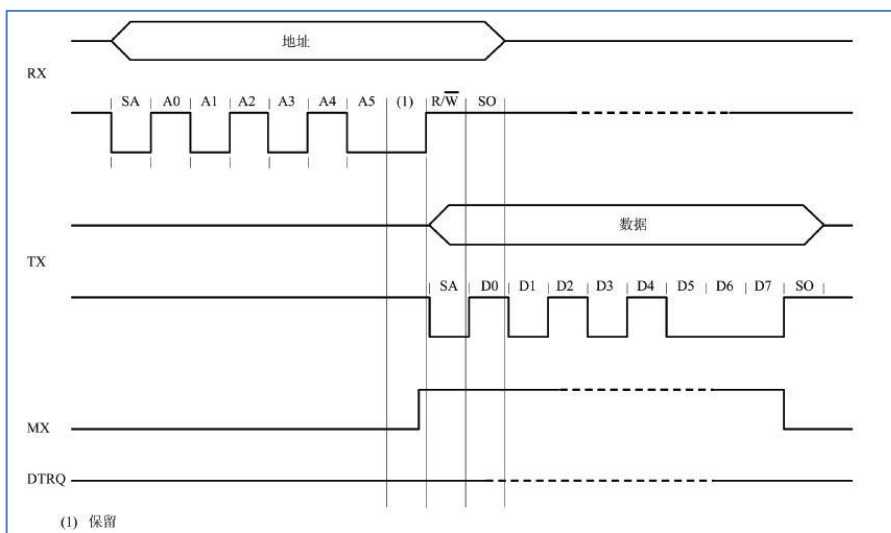 地址
RX
SA A0 A1 A2 A3 A4 A5 (1) R/W̅ SO
数据
TX
SA D0 D1 D2 D3 D4 D5 D6 D7 SO
MX
DTRQ
(1) 保留